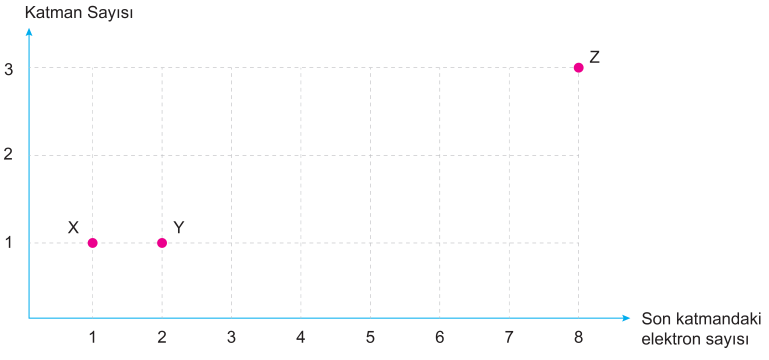 Katman Sayısı
3
Z
2
X
Y
1
1 2 3 4 5 6 7 8
Son katmandaki
elektron sayısı